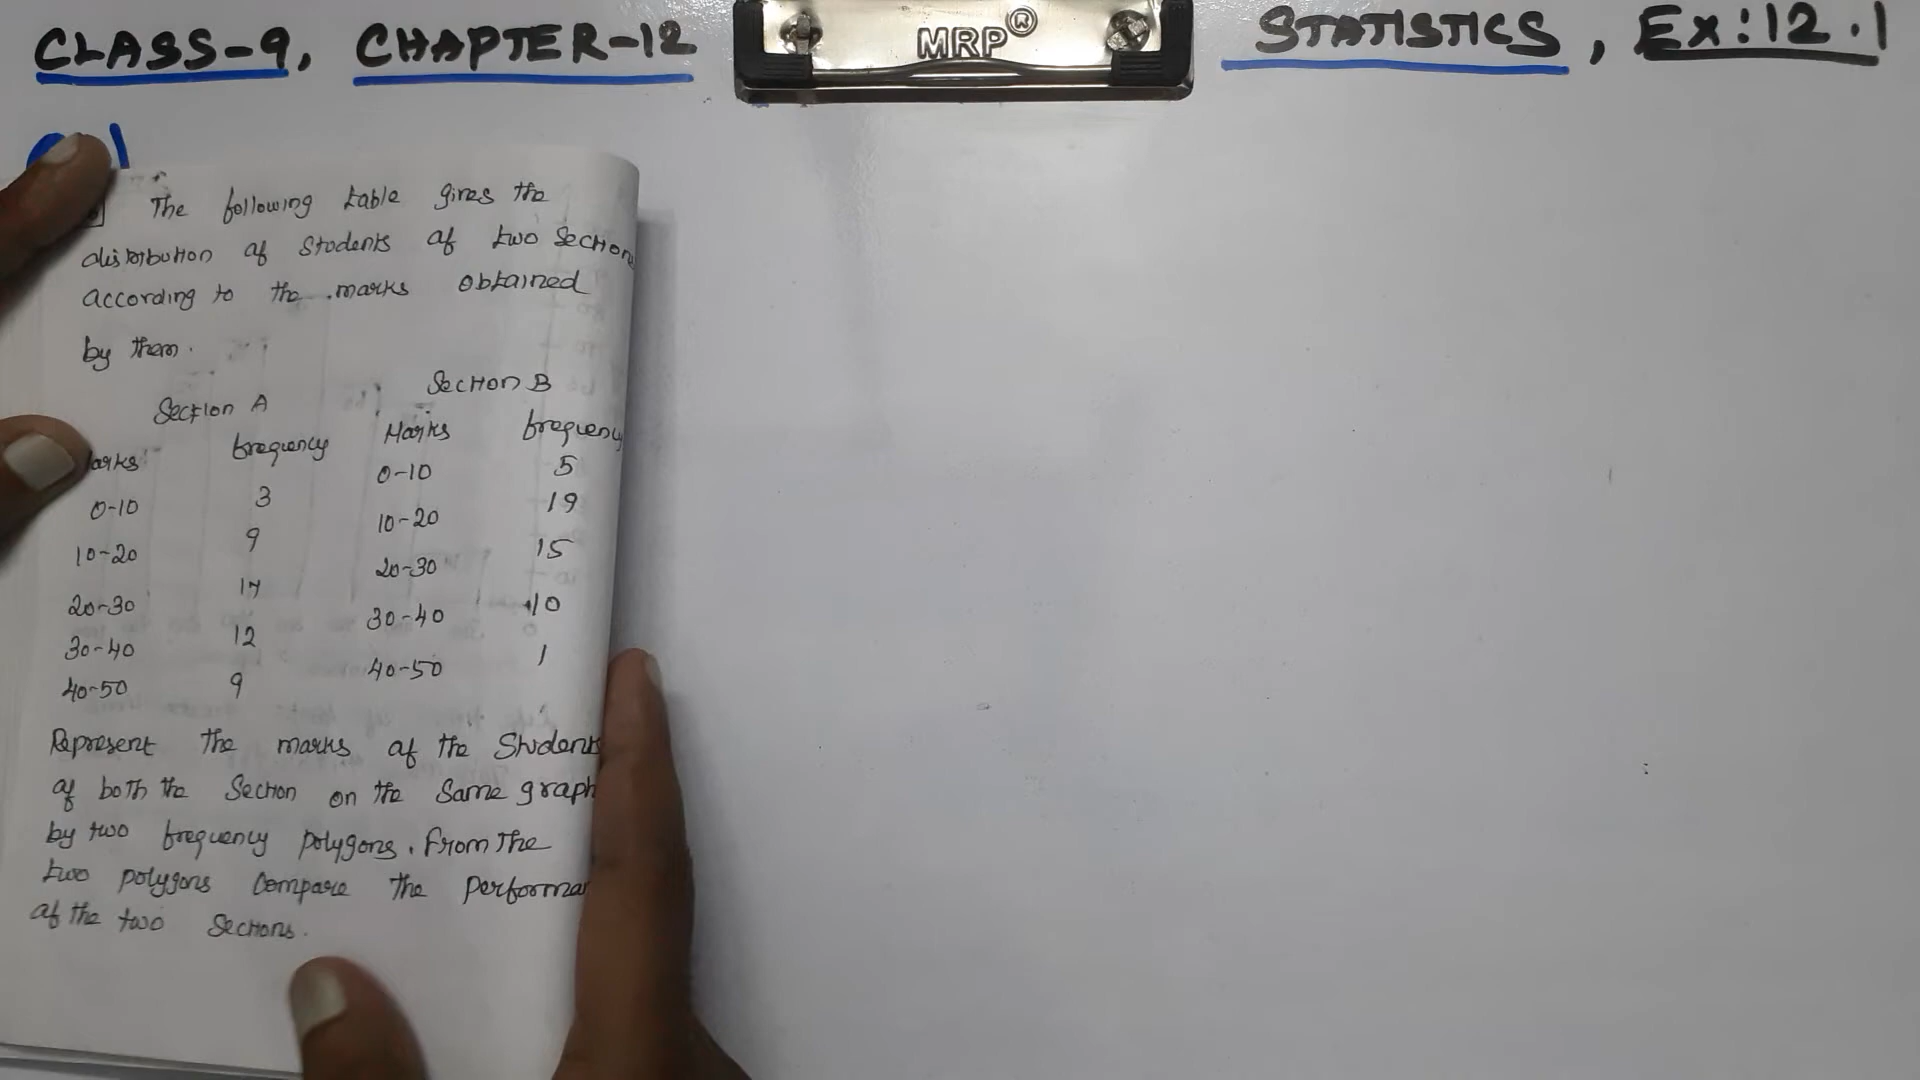 CLASS-9, CHAPTER-12
MRP®
STATISTICS, Ex:12.1
The following table gives the
distribution of students of two section
according to the marks obtained
by them.
Section A
Section B
arks frequency
Marks frequency
0-10 3
0-10 5
10-20 9
10-20 19
20-30 17
20-30 15
30-40 12
30-40 10
40-50 9
40-50 1
Represent the marks of the Students
of both the Section on the Same graph
by two frequency polygons. From The
two polygons Compare the Performa
of the two Sections.